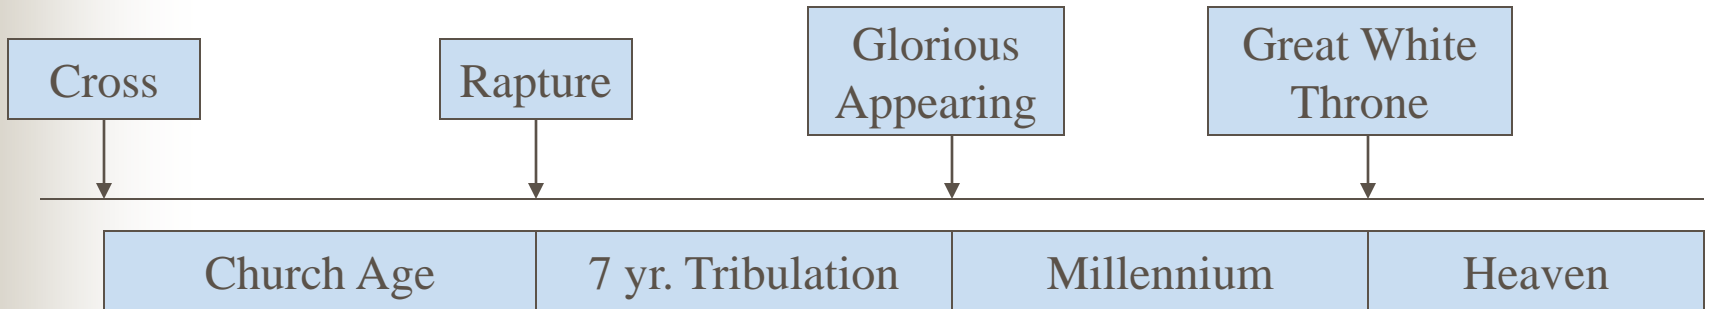 Cross
Rapture
Glorious
Appearing
Great White
Throne
Church Age
7 yr. Tribulation
Millennium
Heaven